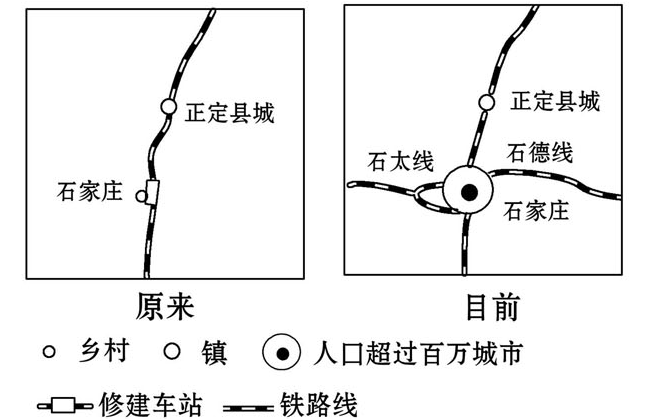 正定县城
石家庄
原来
正定县城
石太线
石德线
石家庄
目前
乡村 镇 人口超过百万城市
修建车站 铁路线